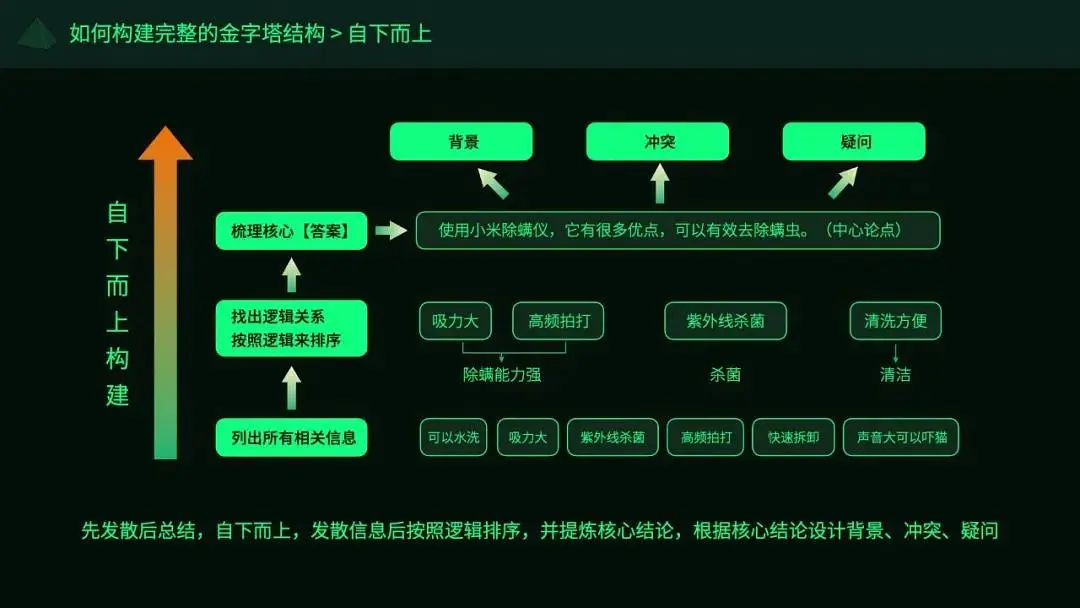 如何构建完整的金字塔结构 > 自下而上
背景
冲突
疑问
自下而上构建
梳理核心【答案】
使用小米除螨仪，它有很多优点，可以有效去除螨虫。（中心论点）
找出逻辑关系
按照逻辑来排序
吸力大
高频拍打
紫外线杀菌
清洗方便
除螨能力强
杀菌
清洁
列出所有相关信息
可以水洗
吸力大
紫外线杀菌
高频拍打
快速拆卸
声音大可以吓猫
先发散后总结，自下而上，发散信息后按照逻辑排序，并提炼核心结论，根据核心结论设计背景、冲突、疑问